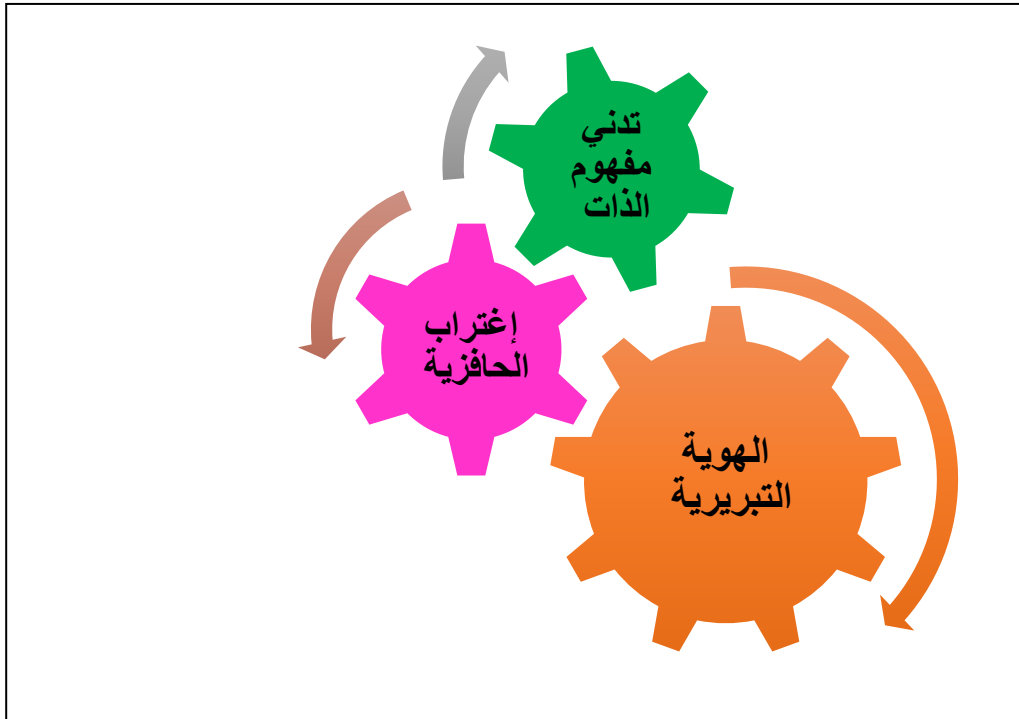 تدني
مفهوم
الذات
إغتراب
الحافزية
الهوية
التبريرية